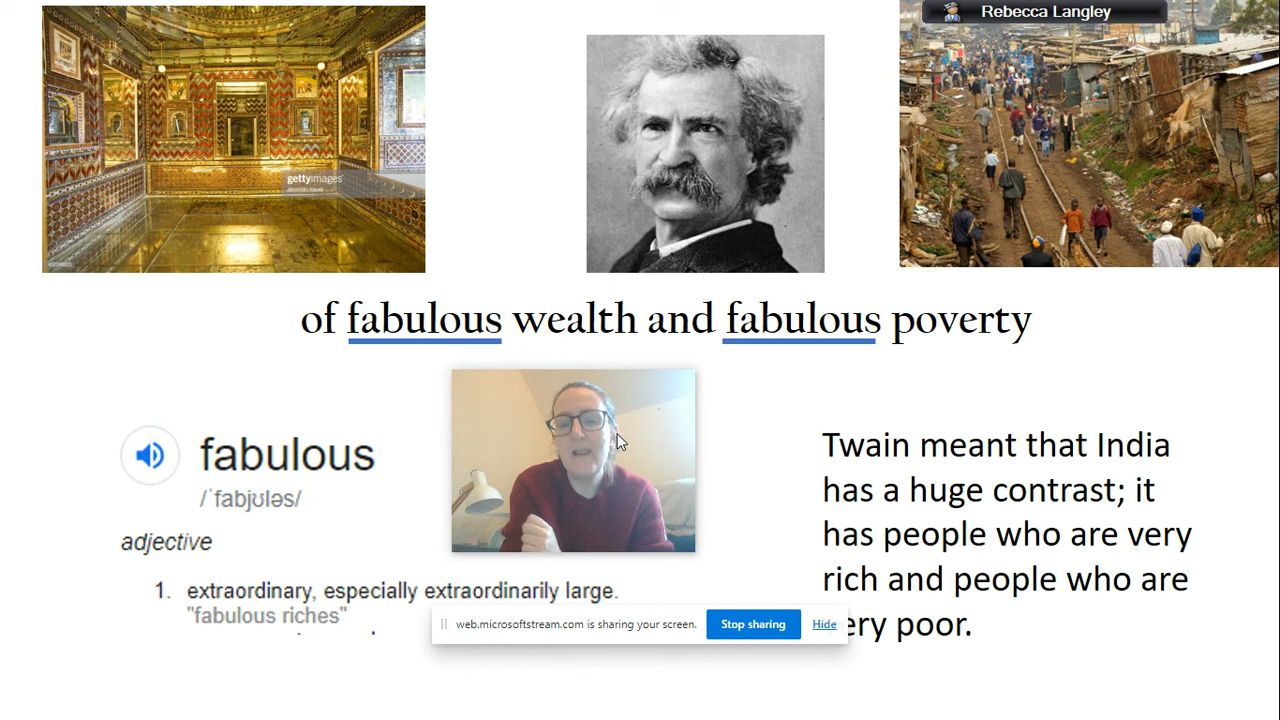 Rebecca Langley
gettyimages
of fabulous wealth and fabulous poverty
fabulous
/ˈfabjʊləs/
adjective
1. extraordinary, especially extraordinarily large.
"fabulous riches"
Twain meant that India
has a huge contrast; it
has people who are very
rich and people who are
ery poor.
web.microsoftstream.com is sharing your screen.
Stop sharing
Hide